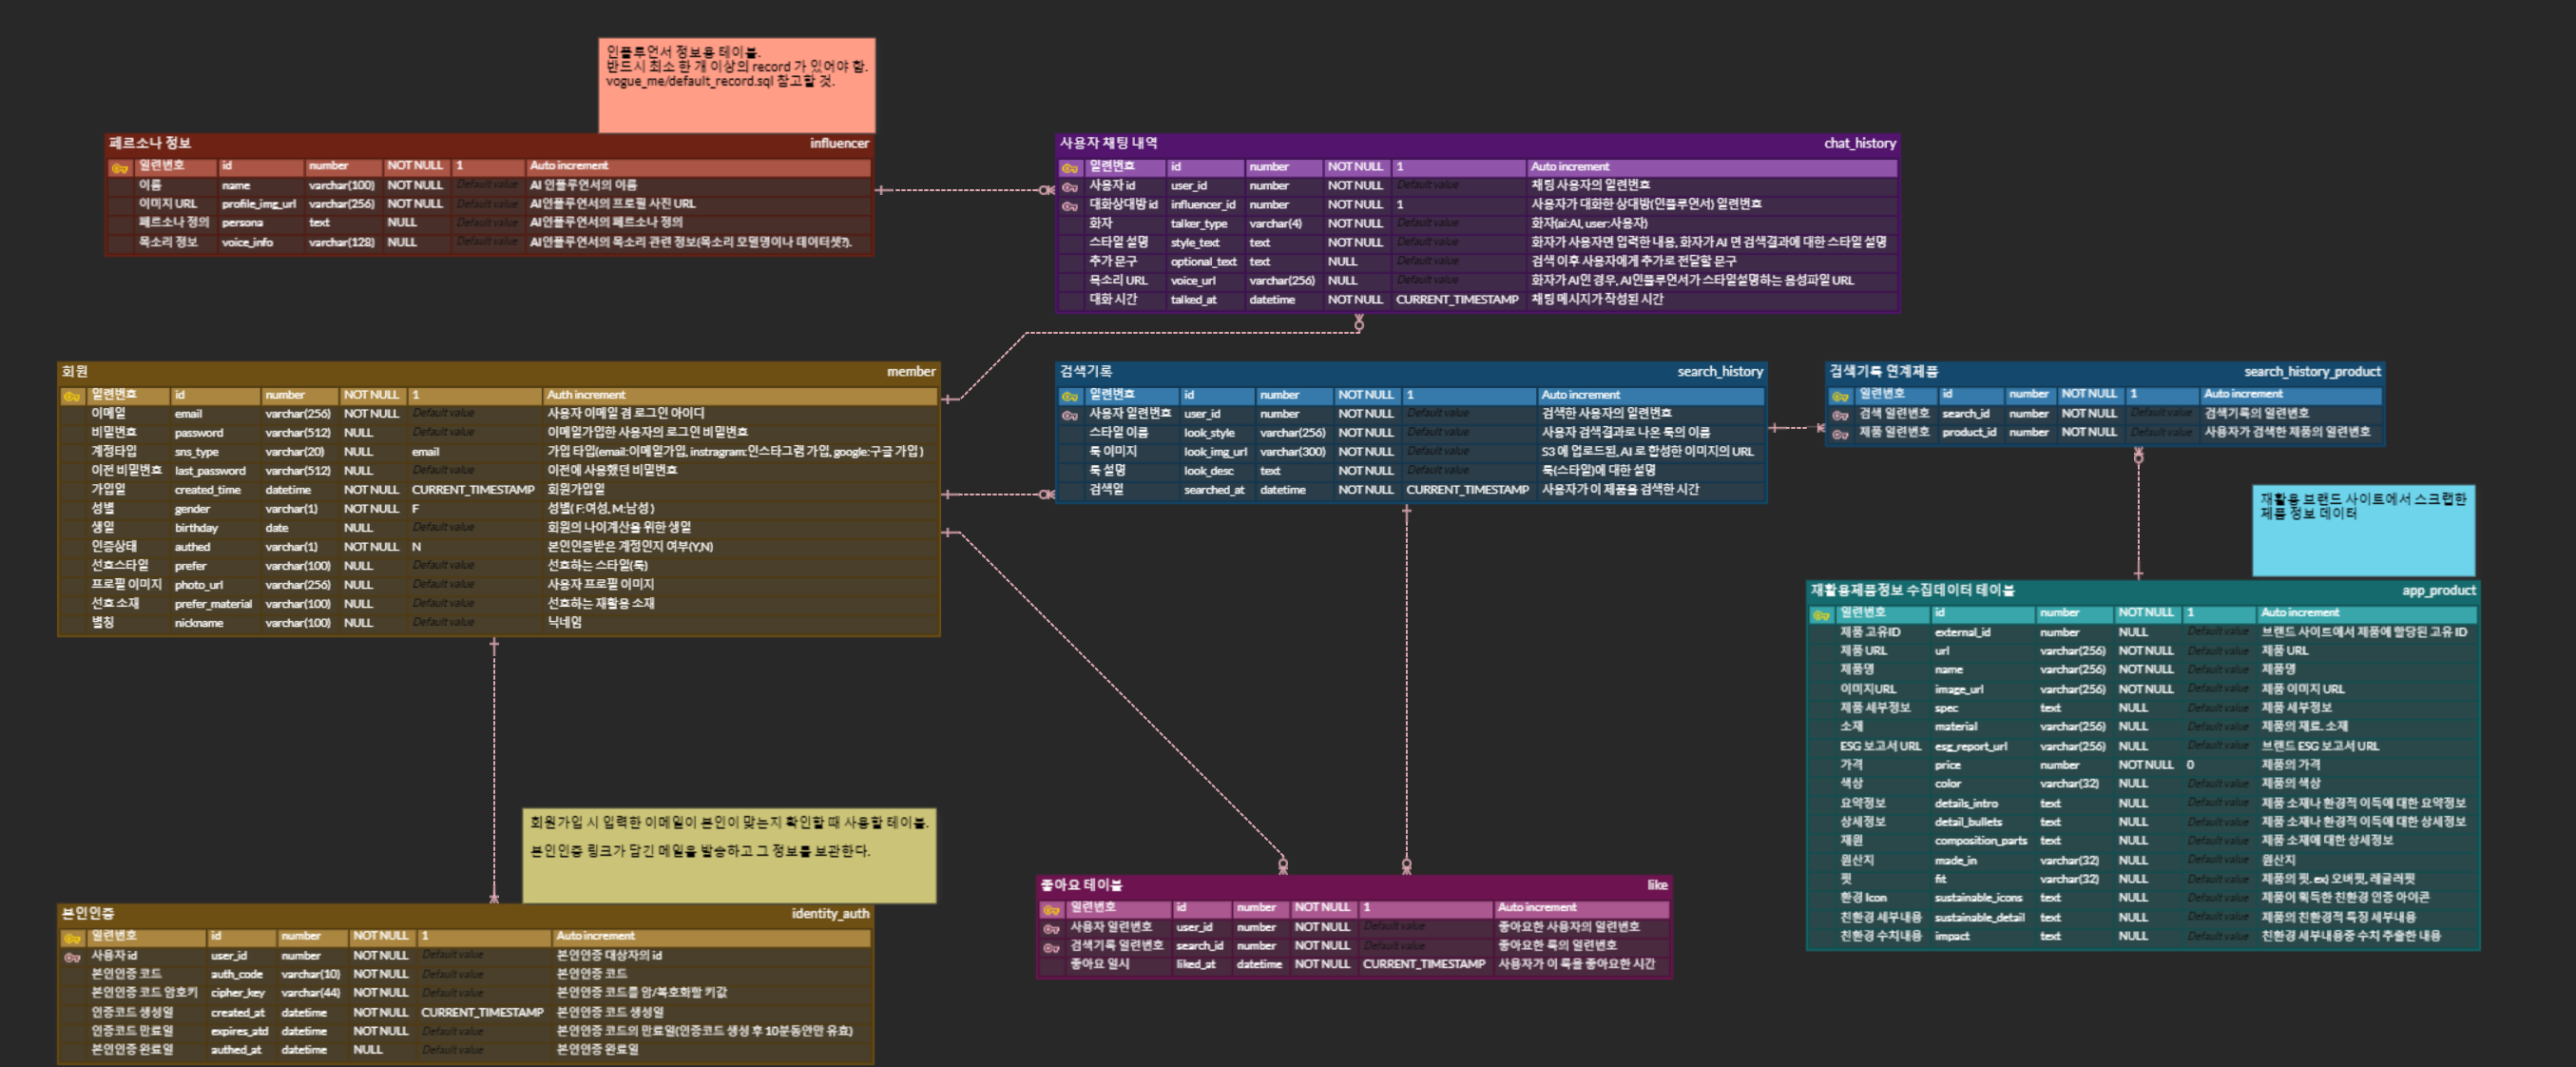 인플루언서 정보용 테이블.
반드시 최소 한 개 이상의 record 가 있어야 함.
vogue_me/default_record.sql 참고할 것.
페르소나 정보 influencer
일련번호 id number NOT NULL 1 Auto increment
이름 name varchar(100) NOT NULL Default value AI 인플루언서의 이름
이미지 URL profile_img_url varchar(256) NOT NULL Default value AI인플루언서의 프로필 사진 URL
페르소나 정의 persona text NULL Default value AI인플루언서의 페르소나 정의
목소리 정보 voice_info varchar(128) NULL Default value AI인플루언서의 목소리 관련 정보(목소리 모델명이나 데이터셋?).
사용자 채팅 내역 chat_history
일련번호 id number NOT NULL 1 Auto increment
사용자 id user_id number NOT NULL Default value 채팅 사용자의 일련번호
대화상대방 id influencer_id number NOT NULL 1 사용자가 대화한 상대방(인플루언서) 일련번호
화자 talker_type varchar(4) NOT NULL Default value 화자(ai:AI, user:사용자)
스타일 설명 style_text text NOT NULL Default value 화자가 사용자면 입력한 내용, 화자가 AI 면 검색결과에 대한 스타일 설명
추가 문구 optional_text text NULL Default value 검색 이후 사용자에게 추가로 전달할 문구
목소리 URL voice_url varchar(256) NULL Default value 화자가 AI인 경우, AI인플루언서가 스타일설명하는 음성파일 URL
대화 시간 talked_at datetime NOT NULL CURRENT_TIMESTAMP 채팅 메시지가 작성된 시간
회원 member
일련번호 id number NOT NULL 1 Auth increment
이메일 email varchar(256) NOT NULL Default value 사용자 이메일 겸 로그인 아이디
비밀번호 password varchar(512) NULL Default value 이메일가입한 사용자의 로그인 비밀번호
계정타입 sns_type varchar(20) NOT NULL email 가입 타입(email:이메일가입, instragram:인스타그램 가입, google:구글 가입 )
이전 비밀번호 last_password varchar(512) NULL Default value 이전에 사용했던 비밀번호
가입일 created_time datetime NOT NULL CURRENT_TIMESTAMP 회원가입일
성별 gender varchar(1) NOT NULL F 성별( F:여성, M:남성 )
생일 birthday date NULL Default value 회원의 나이계산을 위한 생일
인증상태 authed varchar(1) NOT NULL N 본인인증받은 계정인지 여부(Y,N)
선호스타일 prefer varchar(100) NULL Default value 선호하는 스타일(룩)
프로필 이미지 photo_url varchar(256) NULL Default value 사용자 프로필 이미지
선호 소재 prefer_material varchar(100) NULL Default value 선호하는 재활용 소재
별칭 nickname varchar(100) NULL Default value 닉네임
검색기록 search_history
일련번호 id number NOT NULL 1 Auto increment
사용자 일련번호 user_id number NOT NULL Default value 검색한 사용자의 일련번호
스타일 이름 look_style varchar(256) NOT NULL Default value 사용자 검색결과로 나온 룩의 이름
룩 이미지 look_img_url varchar(300) NOT NULL Default value S3 에 업로드된, AI 로 합성한 이미지의 URL
룩 설명 look_desc text NOT NULL Default value 룩(스타일)에 대한 설명
검색일 searched_at datetime NOT NULL CURRENT_TIMESTAMP 사용자가 이 제품을 검색한 시간
검색기록 연계제품 search_history_product
일련번호 id number NOT NULL 1 Auto increment
검색 일련번호 search_id number NOT NULL Default value 검색기록의 일련번호
제품 일련번호 product_id number NOT NULL Default value 사용자가 검색한 제품의 일련번호
재활용 브랜드 사이트에서 스크랩한
제품 정보 데이터
재활용제품정보 수집데이터 테이블 app_product
일련번호 id number NOT NULL 1 Auto increment
제품 고유ID external_id number NULL Default value 브랜드 사이트에서 제품에 할당된 고유 ID
제품 URL url varchar(256) NOT NULL Default value 제품 URL
제품명 name varchar(256) NOT NULL Default value 제품명
이미지URL image_url varchar(256) NOT NULL Default value 제품 이미지 URL
제품 세부정보 spec text NULL Default value 제품 세부정보
소재 material varchar(256) NULL Default value 제품의 재료. 소재
ESG 보고서 URL esg_report_url varchar(256) NULL Default value 브랜드 ESG 보고서 URL
가격 price number NOT NULL 0 제품의 가격
색상 color varchar(32) NULL Default value 제품의 색상
요약정보 details_intro text NULL Default value 제품 소재나 환경적 이득에 대한 요약정보
상세정보 detail_bullets text NULL Default value 제품 소재나 환경적 이득에 대한 상세정보
재원 composition_parts text NULL Default value 제품 소재에 대한 상세정보
원산지 made_in varchar(32) NULL Default value 원산지
핏 fit varchar(32) NULL Default value 제품의 핏. ex) 오버핏, 레귤러핏
환경 Icon sustainable_icons text NULL Default value 제품이 획득한 친환경 인증 아이콘
친환경 세부내용 sustainable_detail text NULL Default value 제품의 친환경적 특징 세부내용
친환경 수치내용 impact text NULL Default value 친환경 세부내용중 수치 추출한 내용
회원가입 시 입력한 이메일이 본인이 맞는지 확인할 때 사용할 테이블.
본인인증 링크가 담긴 메일을 발송하고 그 정보를 보관한다.
본인인증 identity_auth
일련번호 id number NOT NULL 1 Auto increment
사용자 id user_id number NOT NULL Default value 본인인증 대상자의 id
본인인증 코드 auth_code varchar(10) NOT NULL Default value 본인인증 코드
본인인증 코드 암호키 cipher_key varchar(44) NOT NULL Default value 본인인증 코드를 암/복호화할 키값
인증코드 생성일 created_at datetime NOT NULL CURRENT_TIMESTAMP 본인인증 코드 생성일
인증코드 만료일 expires_atd datetime NOT NULL Default value 본인인증 코드의 만료일(인증코드 생성 후 10분동안만 유효)
본인인증 완료일 authed_at datetime NULL Default value 본인인증 완료일
좋아요 테이블 like
일련번호 id number NOT NULL 1 Auto increment
사용자 일련번호 user_id number NOT NULL Default value 좋아요한 사용자의 일련번호
검색기록 일련번호 search_id number NOT NULL Default value 좋아요한 룩의 일련번호
좋아요 일시 liked_at datetime NOT NULL CURRENT_TIMESTAMP 사용자가 이 룩을 좋아요한 시간